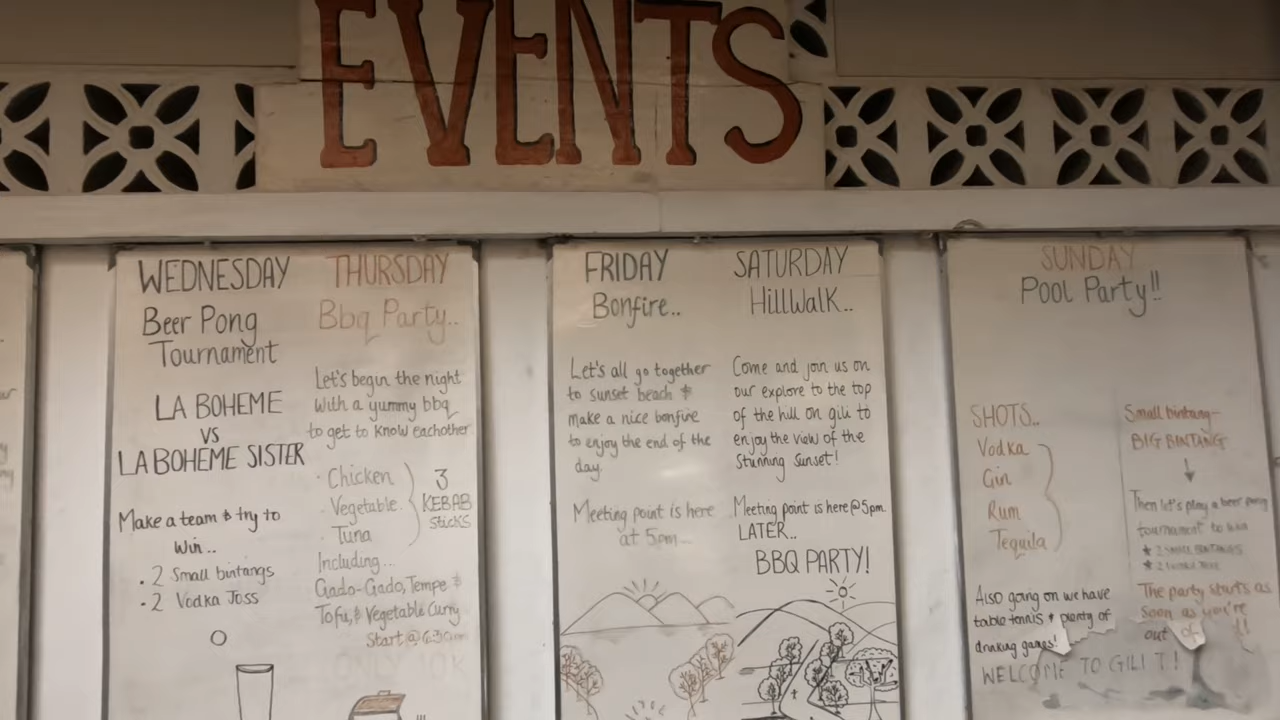 EVENTS
WEDNESDAY
Beer Pong
Tournament
LA BOHEME
VS
LA BOHEME SISTER
Make a team & try to
Win..
. 2 Small bintangs
. 2 Vodka Joss
THURSDAY
Bbq Party..
Let's begin the night
with a yummy bbq
to get to know eachother
. Chicken
. Vegetable
. Tuna
3
KEBAB
Sticks
Including...
Gado-Gado, Tempe &
Tofu, & Vegetable Curry
Start @ 6:30
FRIDAY
Bonfire..
Let's all go together
to sunset beach &
make a nice bonfire
to enjoy the end of the
day.
Meeting point is here
at 5pm...
SATURDAY
HillWalk..
Come and join us on
our explore to the top
of the hill on gili to
enjoy the view of the
Stunning Sunset!
Meeting point is here @ 5pm.
LATER..
BBQ PARTY!
SUNDAY
Pool Party!!
SHOTS..
Vodka
Gin
Rum
Tequila
Also going on we have
table tennis & plenty of
drinking games!
Small bintang-
BIG BINTANG
Then let's play a beer pong
tournament to win
★ 2 SMALL BINTANGS
★ 2
The party starts as
soon as you're
out of
WELCOME TO GILI T!